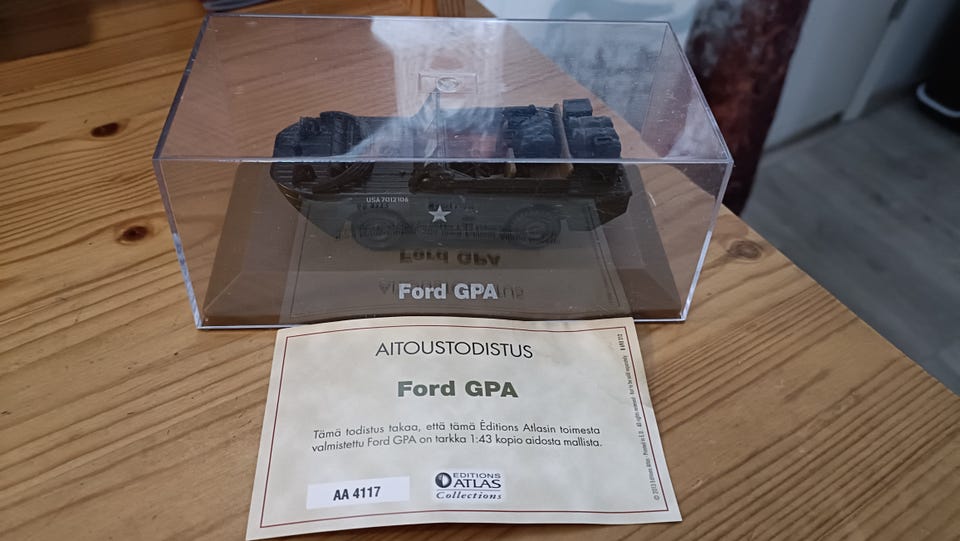 USA 7013106
Ford GPA
AITOUSTODISTUS
Ford GPA
Tämä todistus takaa, että tämä Éditions Atlasin toimesta
valmistettu Ford GPA on tarkka 1:43 kopio aidosta mallista.
AA 4117
EDITIONS
ATLAS
Collections